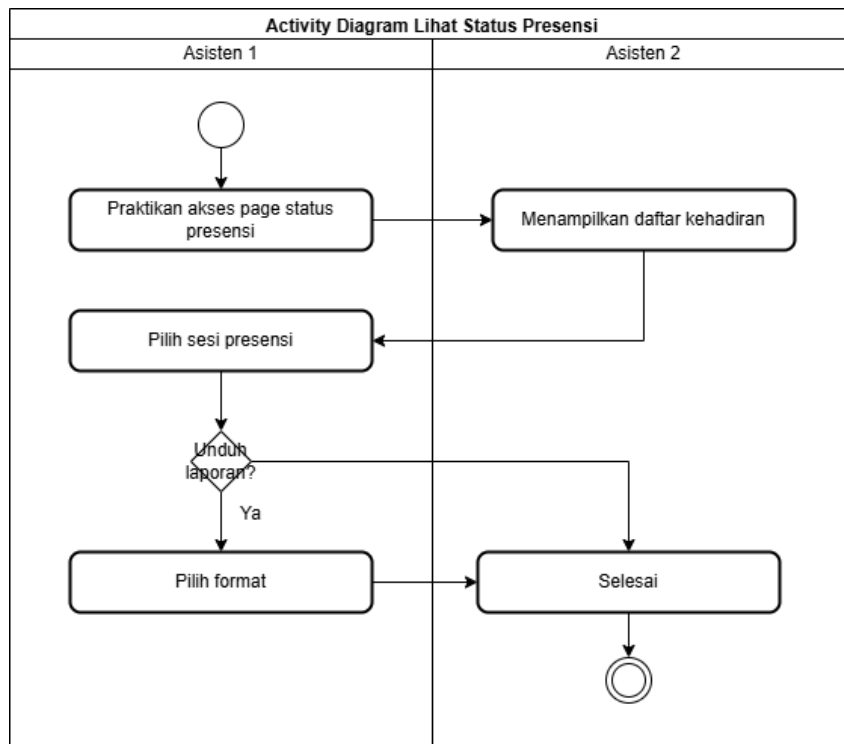 Activity Diagram Lihat Status Presensi
Asisten 1
Asisten 2
Praktikan akses page status
presensi
Menampilkan daftar kehadiran
Pilih sesi presensi
Unduh
laporan?
Ya
Pilih format
Selesai